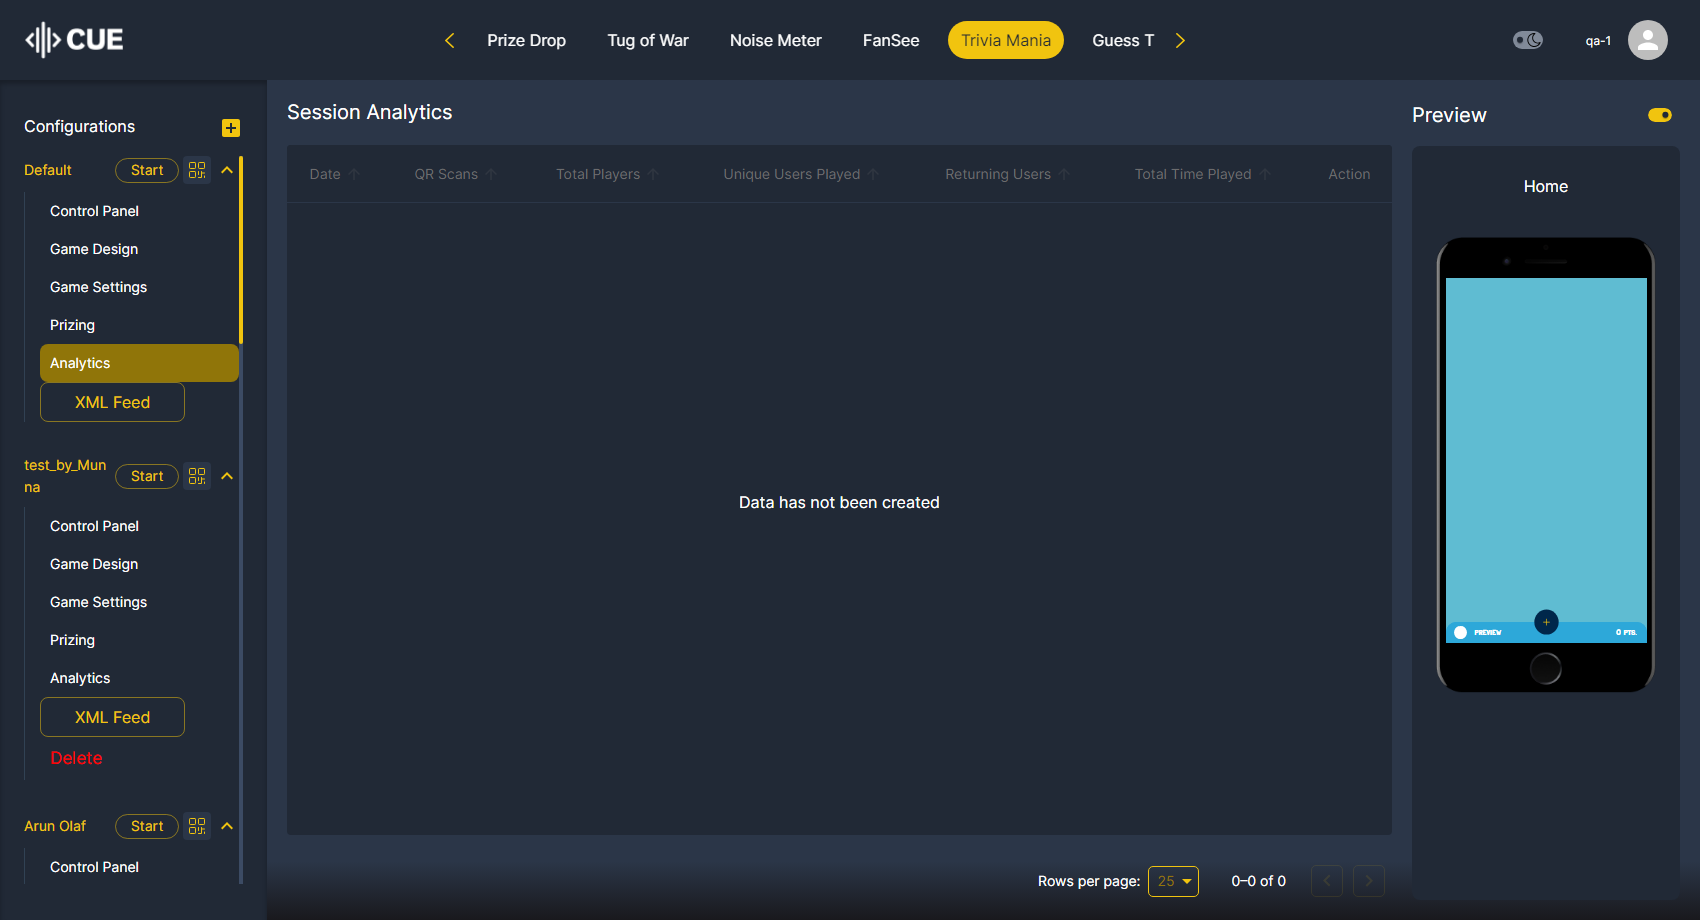 CUE
Prize Drop
Tug of War
Noise Meter
FanSee
Trivia Mania
Guess T
qa-1
Configurations
Default
Start
Control Panel
Game Design
Game Settings
Prizing
Analytics
XML Feed
test_by_Mun
na
Start
Control Panel
Game Design
Game Settings
Prizing
Analytics
XML Feed
Delete
Arun Olaf
Start
Control Panel
Session Analytics
Date
QR Scans
Total Players
Unique Users Played
Returning Users
Total Time Played
Action
Data has not been created
Rows per page:
25
0–0 of 0
Preview
Home
PREVIEW
0 PTS.